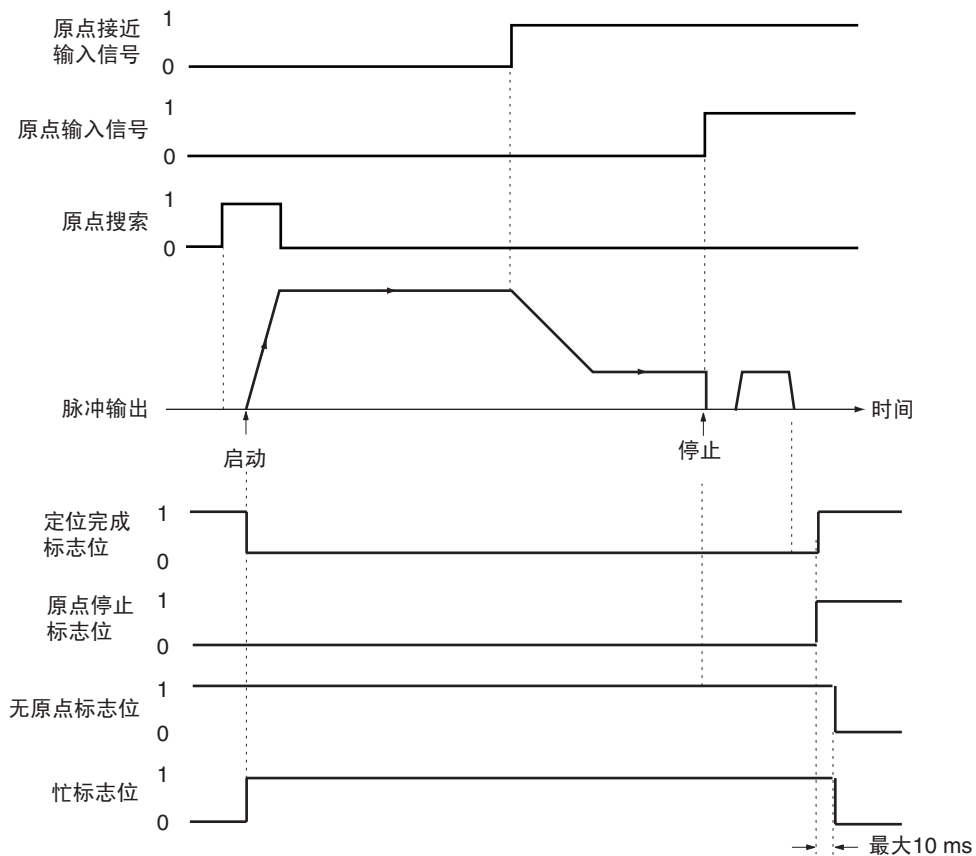 原点接近
输入信号
1
0
原点输入信号
1
0
原点搜索
1
0
脉冲输出
时间
启动
停止
定位完成
标志位
1
0
原点停止
标志位
1
0
无原点标志位
1
0
忙标志位
1
0
最大10 ms